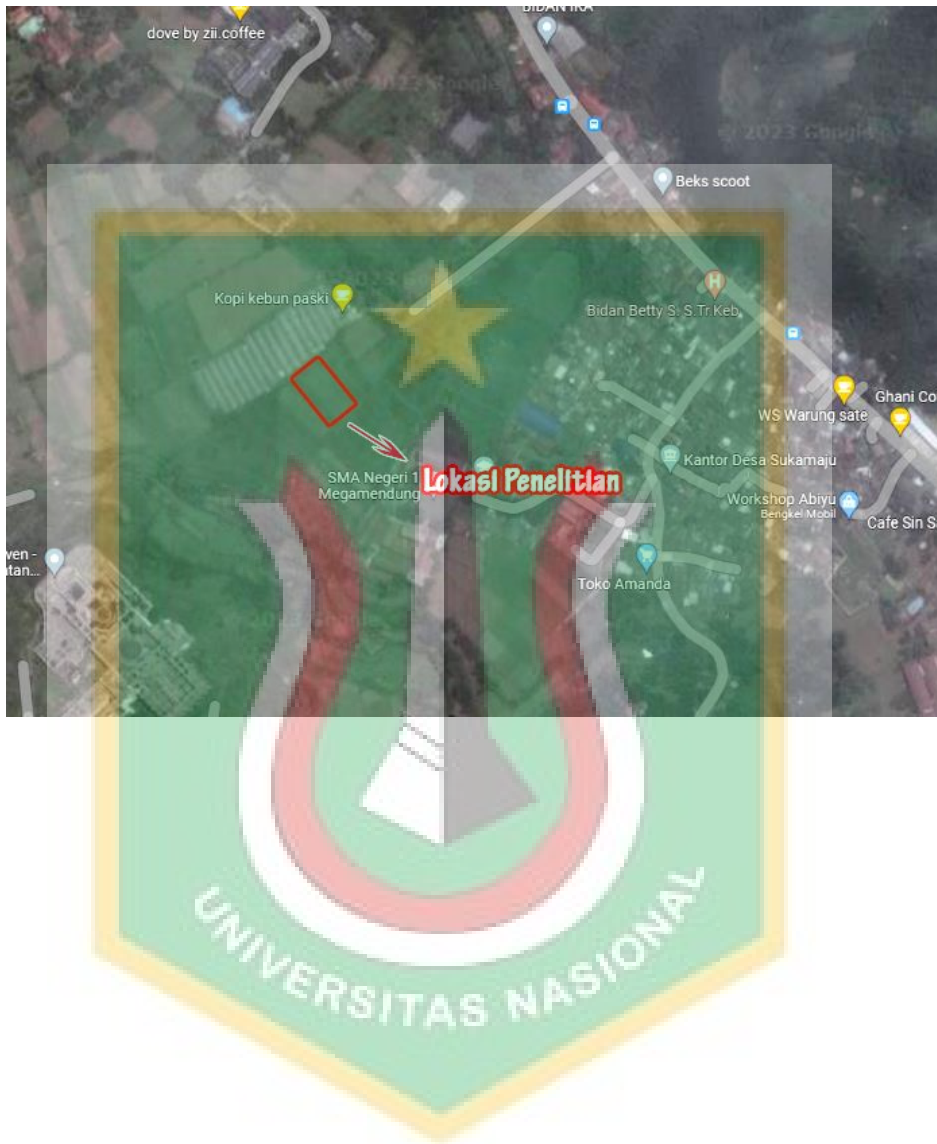 BIDAN IKA
dove by zii.coffee
© 2023 Google
Beks scoot
Kopi kebun paski
Bidan Betty S. S.Tr.Keb
Ghani Co
WS Warung sate
SMA Negeri 1
Megamendung
Lokasi Penelitian
Kantor Desa Sukamaju
Workshop Abiyu
Bengkel Mobil
Cafe Sin S
wen -
atan...
Toko Amanda
UNIVERSITAS NASIONAL